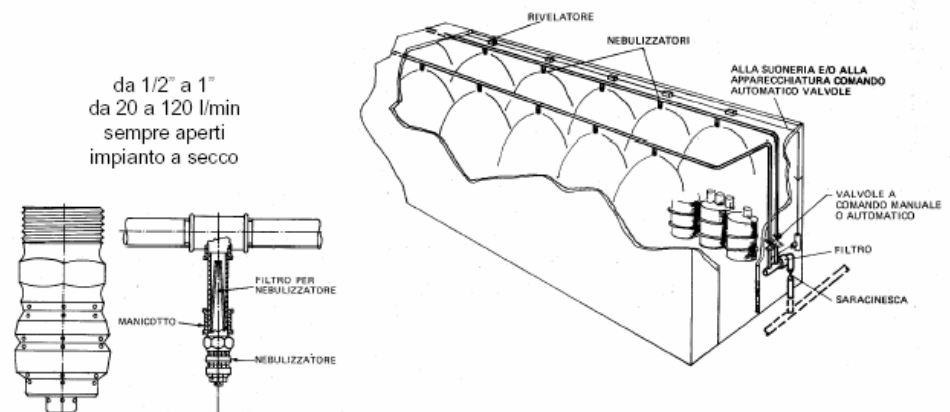 da 1/2" a 1"
da 20 a 120 l/min
sempre aperti
impianto a secco
FILTRO PER
NEBULIZZATORE
MANICOTTO
NEBULIZZATORE
RIVELATORE
NEBULIZZATORI
ALLA SUONERIA E/O ALLA
APPARECCHIATURA COMANDO
AUTOMATICO VALVOLE
VALVOLE A
COMANDO MANUALE
O AUTOMATICO
FILTRO
SARACINESCA